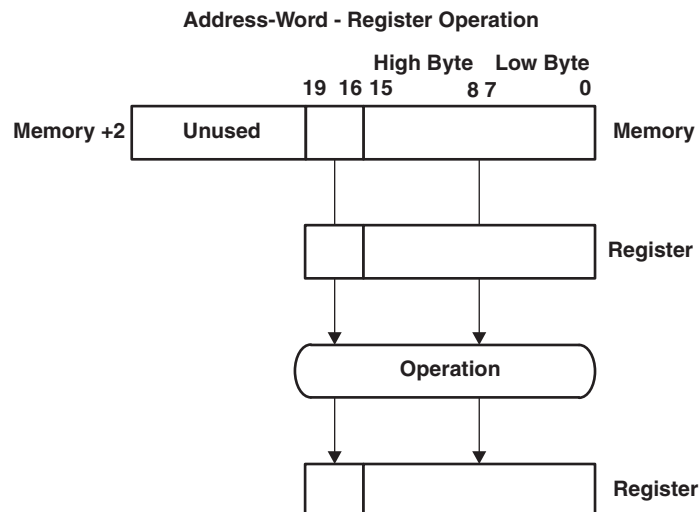 Address-Word - Register Operation
High Byte Low Byte
19 16 15 8 7 0
Memory +2 Unused Memory
Register
Operation
Register